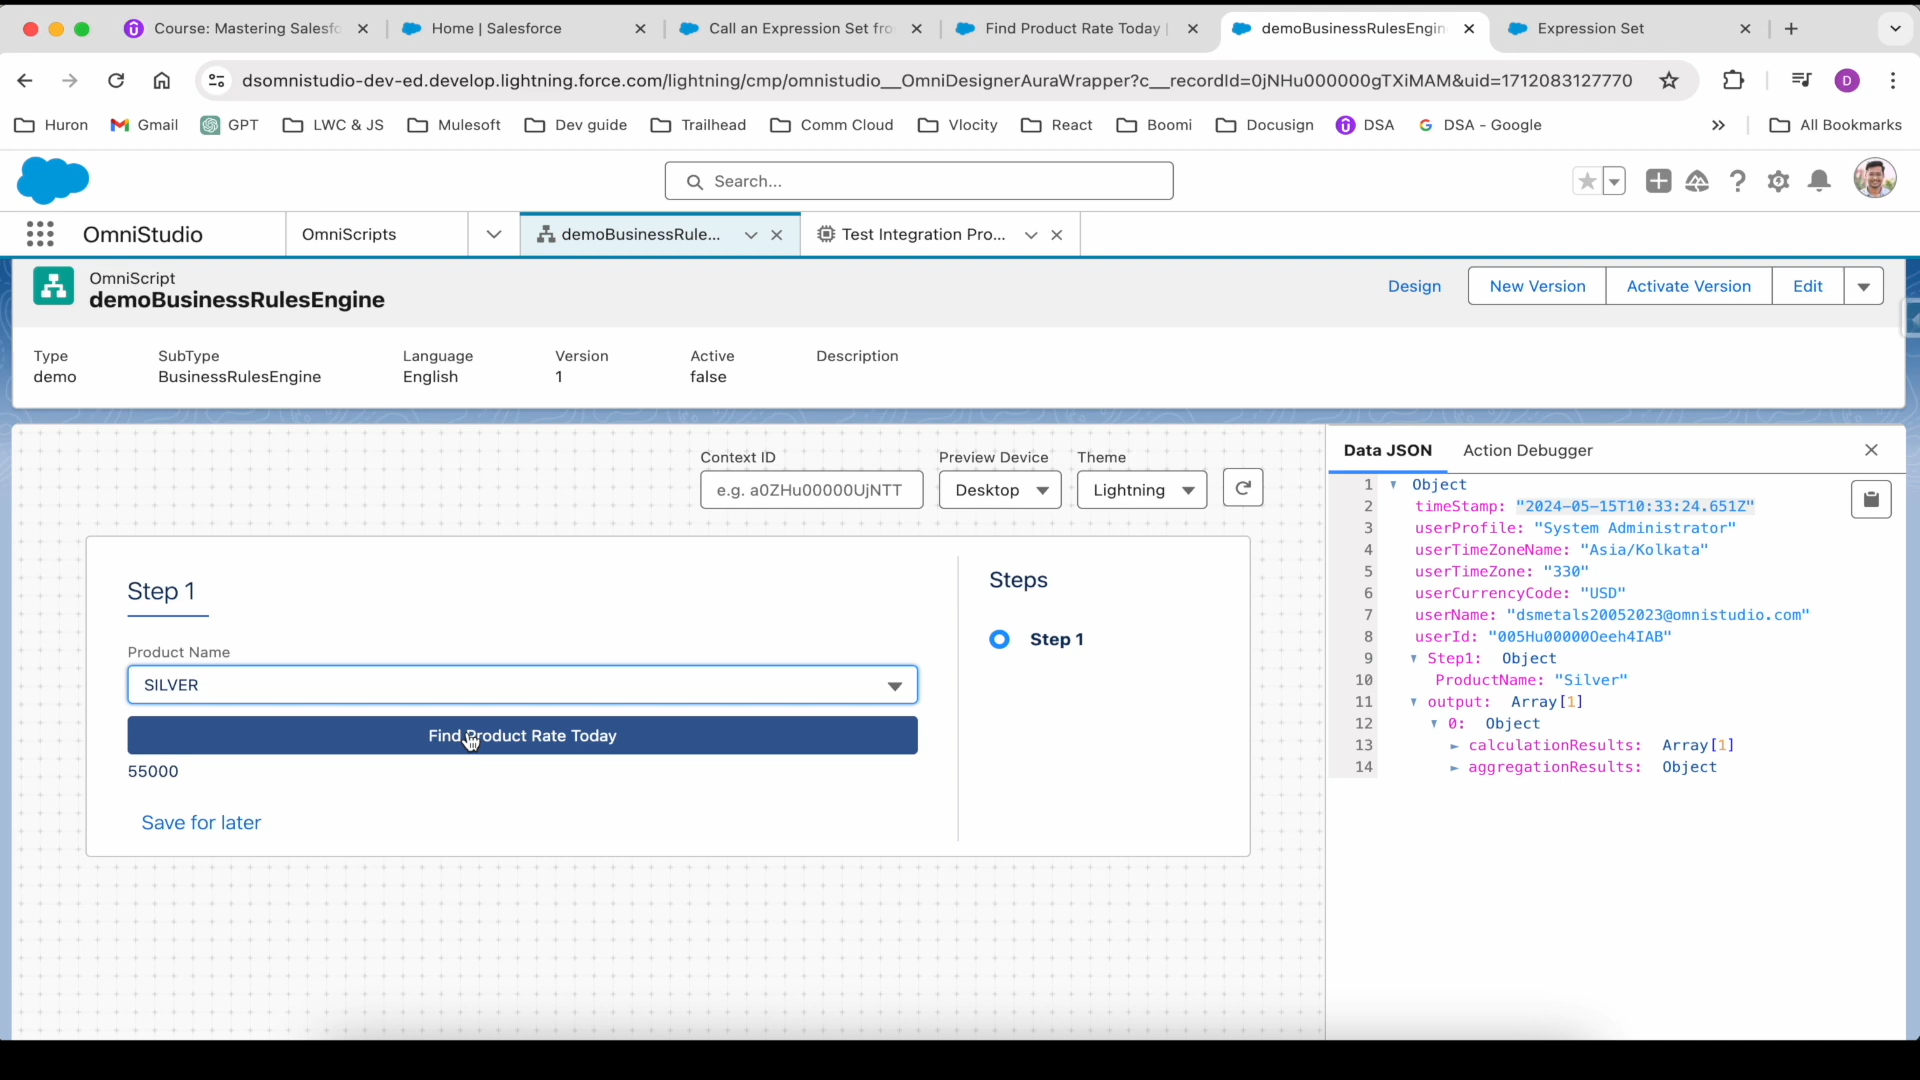 Course: Mastering Salesfo
Home | Salesforce
Call an Expression Set fro
Find Product Rate Today |
demoBusinessRulesEngin
Expression Set
dsomnistudio-dev-ed.develop.lightning.force.com/lightning/cmp/omnistudio__OmniDesignerAuraWrapper?c__recordId=0jNHu000000gTXiMAM&uid=1712083127770
D
Huron
Gmail
GPT
LWC & JS
Mulesoft
Dev guide
Trailhead
Comm Cloud
Vlocity
React
Boomi
Docusign
DSA
DSA - Google
All Bookmarks
Search...
OmniStudio
OmniScripts
demoBusinessRule...
Test Integration Pro...
OmniScript
demoBusinessRulesEngine
Design
New Version
Activate Version
Edit
Type
SubType
Language
Version
Active
Description
demo
BusinessRulesEngine
English
1
false
Context ID
Preview Device
Theme
e.g. a0ZHu00000UjNTT
Desktop
Lightning
Step 1
Product Name
SILVER
Find Product Rate Today
55000
Save for later
Steps
Step 1
Data JSON
Action Debugger
1 Object
2 timeStamp: "2024-05-15T10:33:24.651Z"
3 userProfile: "System Administrator"
4 userTimeZoneName: "Asia/Kolkata"
5 userTimeZone: "330"
6 userCurrencyCode: "USD"
7 userName: "dsmetals20052023@omnistudio.com"
8 userId: "005Hu00000Oeeh4IAB"
9 Step1: Object
10 ProductName: "Silver"
11 output: Array[1]
12 0: Object
13 calculationResults: Array[1]
14 aggregationResults: Object